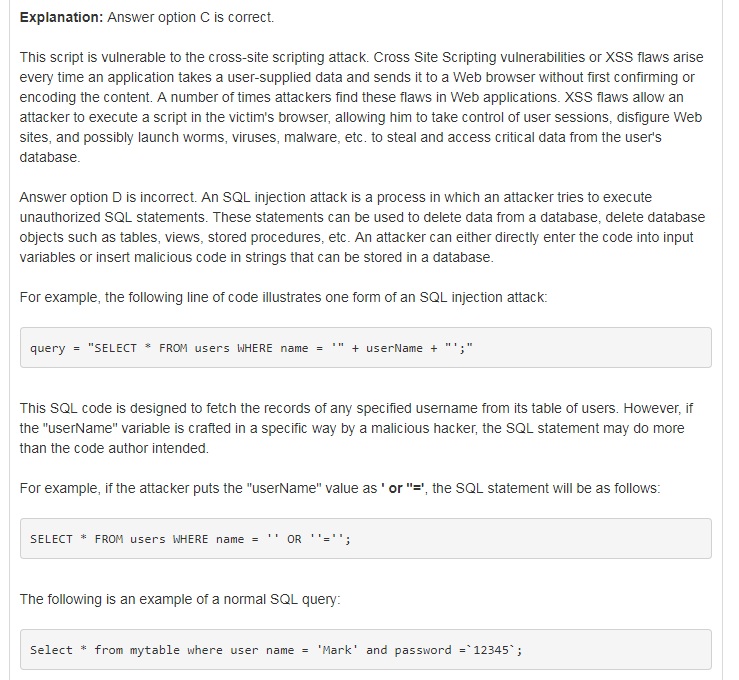 Explanation: Answer option C is correct.
This script is vulnerable to the cross-site scripting attack. Cross Site Scripting vulnerabilities or XSS flaws arise
every time an application takes a user-supplied data and sends it to a Web browser without first confirming or
encoding the content. A number of times attackers find these flaws in Web applications. XSS flaws allow an
attacker to execute a script in the victim's browser, allowing him to take control of user sessions, disfigure Web
sites, and possibly launch worms, viruses, malware, etc. to steal and access critical data from the user's
database.
Answer option D is incorrect. An SQL injection attack is a process in which an attacker tries to execute
unauthorized SQL statements. These statements can be used to delete data from a database, delete database
objects such as tables, views, stored procedures, etc. An attacker can either directly enter the code into input
variables or insert malicious code in strings that can be stored in a database.
For example, the following line of code illustrates one form of an SQL injection attack:
query = "SELECT * FROM users WHERE name = '" + userName + "';"
This SQL code is designed to fetch the records of any specified username from its table of users. However, if
the "userName" variable is crafted in a specific way by a malicious hacker, the SQL statement may do more
than the code author intended.
For example, if the attacker puts the "userName" value as ' or ''=', the SQL statement will be as follows:
SELECT * FROM users WHERE name = '' OR ''='';
The following is an example of a normal SQL query:
Select * from mytable where user name = 'Mark' and password =`12345`;